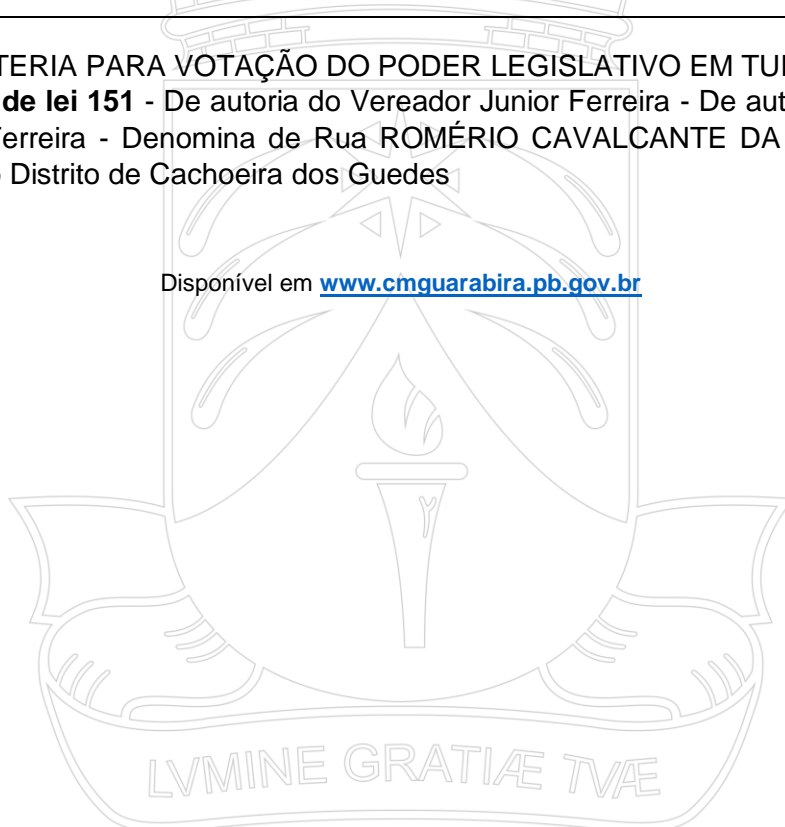 TERIA PARA VOTAÇÃO DO PODER LEGISLATIVO EM TU
de lei 151 - De autoria do Vereador Junior Ferreira - De aut
erreira - Denomina de Rua ROMÉRIO CAVALCANTE DA
Distrito de Cachoeira dos Guedes
Disponível em www.cmguarabira.pb.gov.br
LVMINE GRATIÆ TVÆ